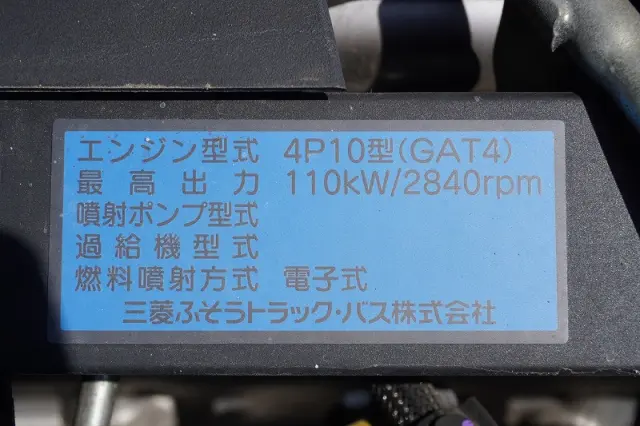 エンジン型式 4P10型(GAT4)
最高出力 110kW/2840rpm
噴射ポンプ型式
過給機型式
燃料噴射方式 電子式
三菱ふそうトラック・バス株式会社